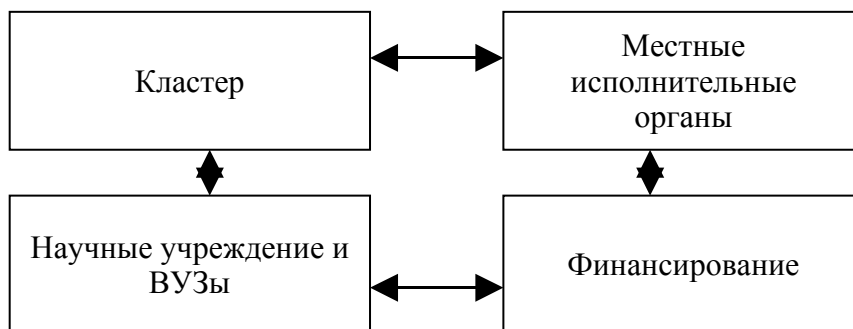 Кластер
Местные
исполнительные
органы
Научные учреждение и
ВУЗы
Финансирование